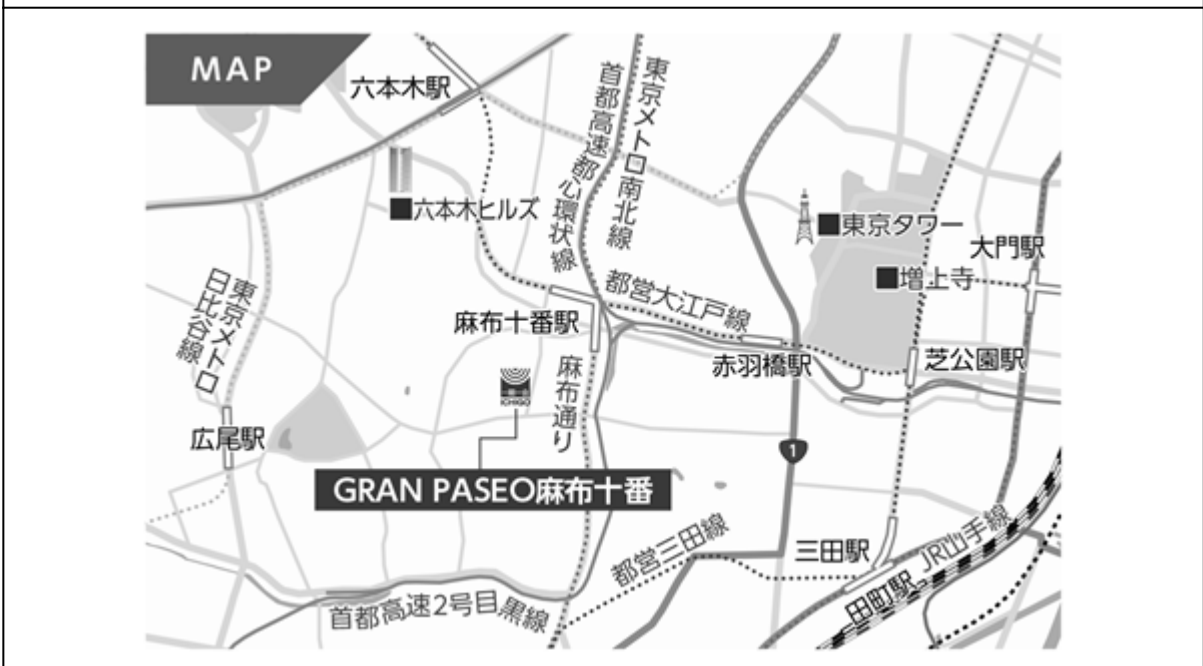 MAP
六本木駅
東京メトロ南北線
首都高速都心環状線
六本木ヒルズ
東京タワー
大門駅
増上寺
東京メトロ
日比谷線
都営大江戸線
麻布十番駅
赤羽橋駅
芝公園駅
麻布通り
ICHIGO
広尾駅
1
GRAN PASEO麻布十番
都営三田線
三田駅
JR山手線
田町駅
首都高速2号目黒線